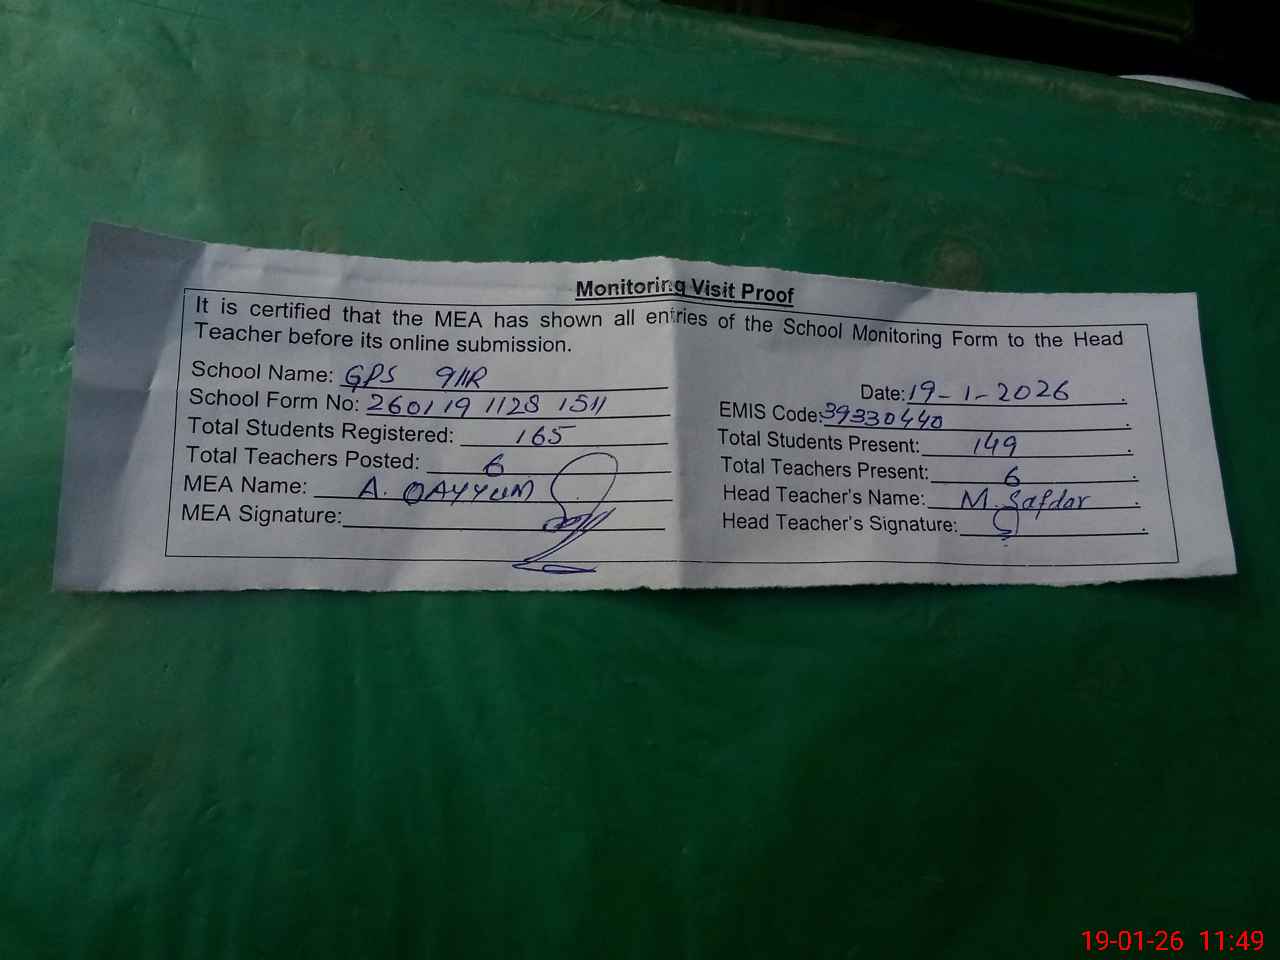 Monitoring Visit Proof
It is certified that the MEA has shown all entries of the School Monitoring Form to the Head
Teacher before its online submission.
School Name: GPS 911R
Date: 19-1-2026
School Form No: 260119 1128 1511
EMIS Code: 39330440
Total Students Registered: 165
Total Students Present: 149
Total Teachers Posted: 6
Total Teachers Present: 6
MEA Name: A. QAYYUM
Head Teacher's Name: M. Safdar
MEA Signature:
Head Teacher's Signature:
19-01-26 11:49